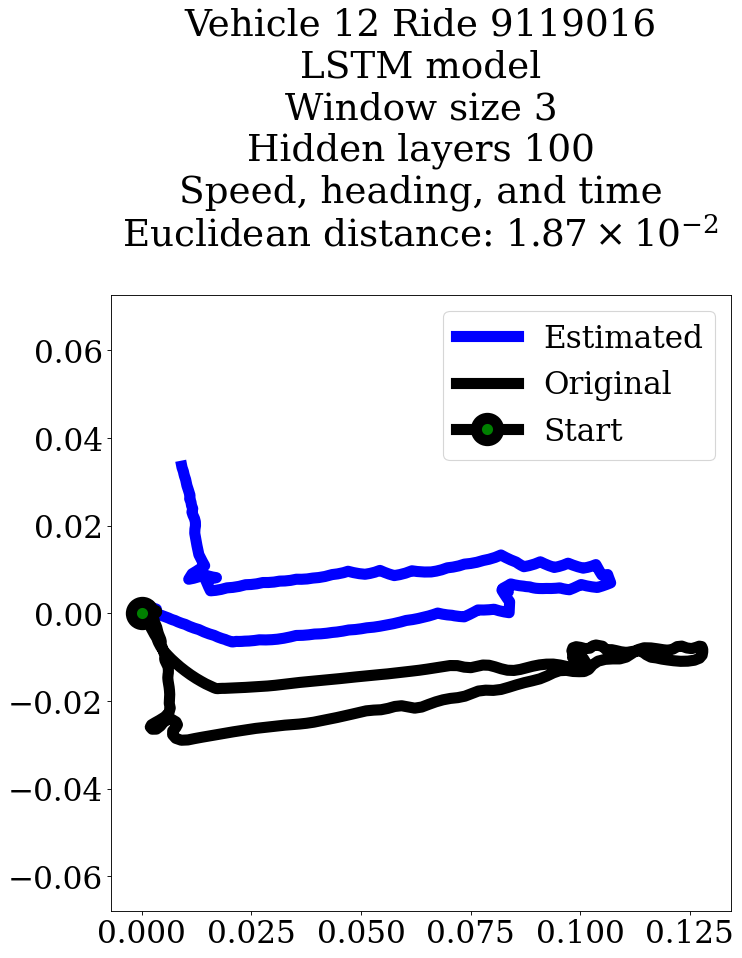 Vehicle 12 Ride 9119016
LSTM model
Window size 3
Hidden layers 100
Speed, heading, and time
Euclidean distance: 1.87 × 10⁻²
Estimated
Original
Start
0.06
0.04
0.02
0.00
−0.02
−0.04
−0.06
0.000 0.025 0.050 0.075 0.100 0.125